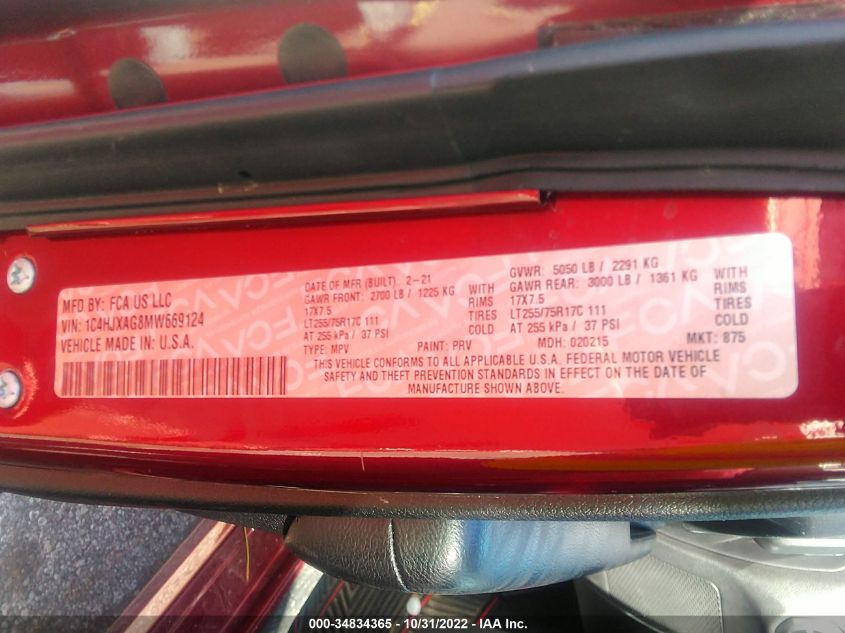 MFD BY: FCA US LLC
VIN: 1C4HJXAG8MW669124
VEHICLE MADE IN: U.S.A.
DATE OF MFR (BUILT): 2-21
GAWR FRONT: 2700 LB / 1225 KG WITH
17X7.5 RIMS
LT255/75R17C 111 TIRES
AT 255 kPa / 37 PSI COLD
TYPE: MPV PAINT: PRV
GVWR: 5050 LB / 2291 KG
GAWR REAR: 3000 LB / 1361 KG WITH
17X7.5 RIMS
LT255/75R17C 111 TIRES
AT 255 kPa / 37 PSI COLD
MDH: 020215 MKT: 875
THIS VEHICLE CONFORMS TO ALL APPLICABLE U.S.A. FEDERAL MOTOR VEHICLE
SAFETY AND THEFT PREVENTION STANDARDS IN EFFECT ON THE DATE OF
MANUFACTURE SHOWN ABOVE.
000-34834365 - 10/31/2022 - IAA Inc.